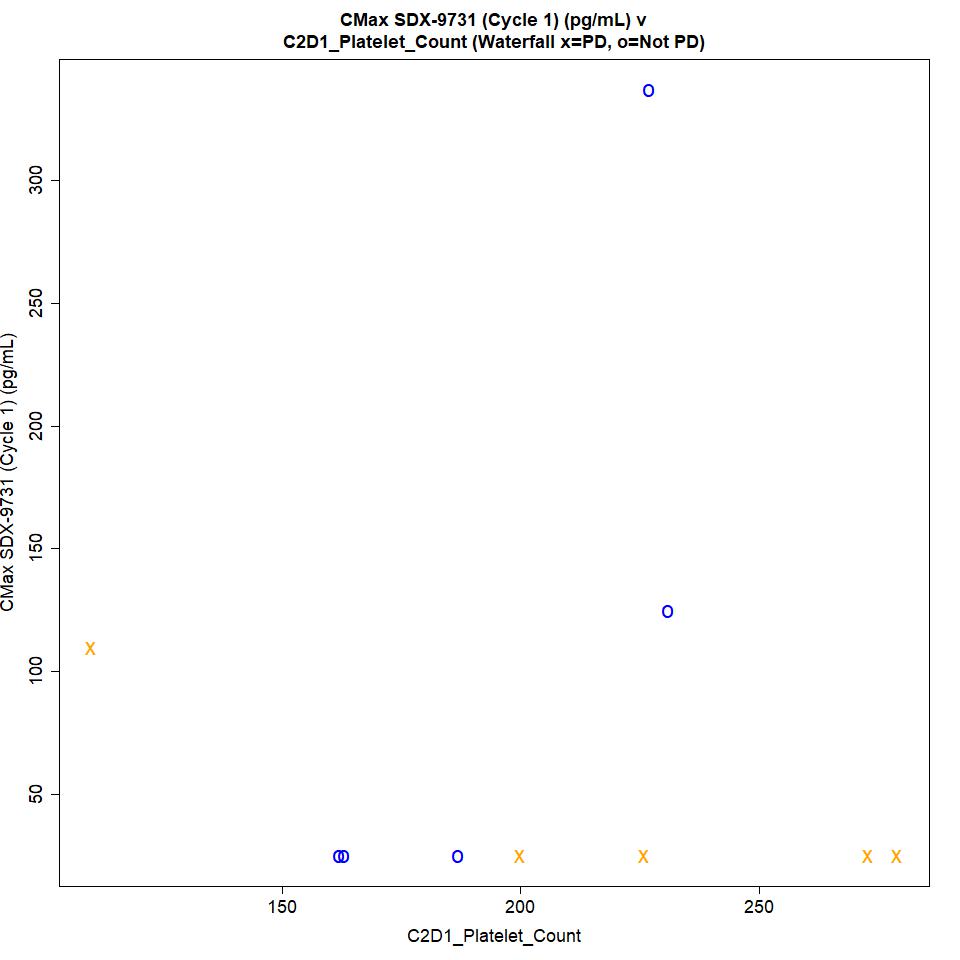 CMax SDX-9731 (Cycle 1) (pg/mL) v
C2D1_Platelet_Count (Waterfall x=PD, o=Not PD)
CMax SDX-9731 (Cycle 1) (pg/mL)
300
250
200
150
100
50
O
O
X
O O O X X X X
150 200 250
C2D1_Platelet_Count